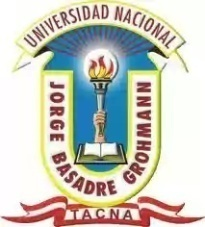 UNIVERSIDAD NACIONAL
JORGE BASADRE GROHMANN
TACNA